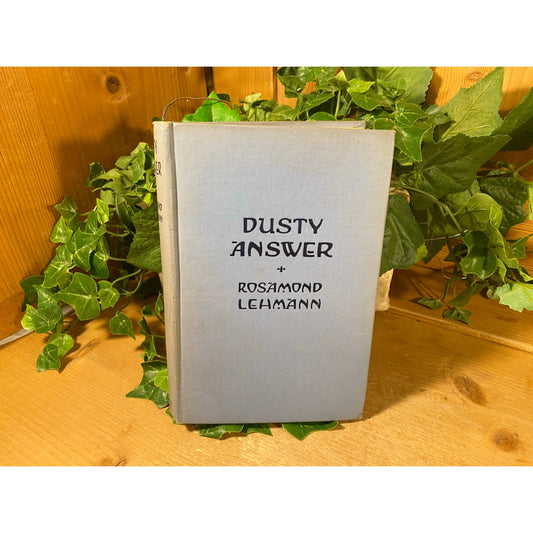 DUSTY
ANSWER
+
ROSAMOND
LEHMANN